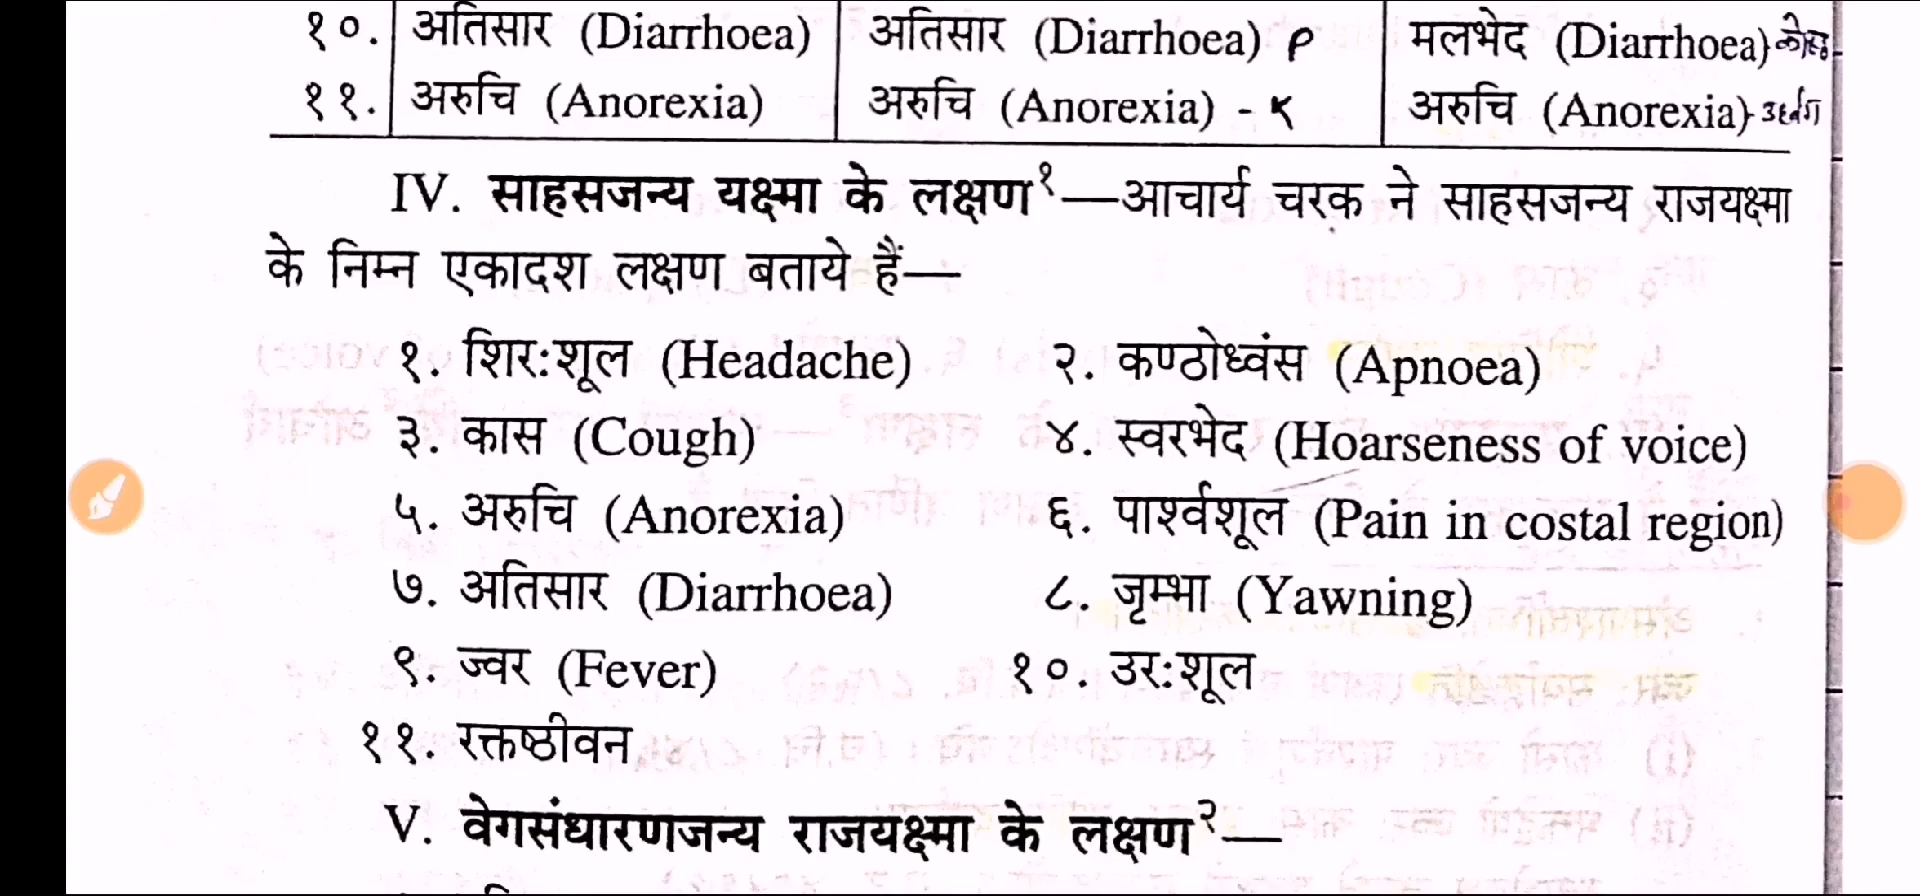 १०. अतिसार (Diarrhoea) अतिसार (Diarrhoea) P मलभेद (Diarrhoea) कोष्ठ
११. अरुचि (Anorexia) अरुचि (Anorexia) - K अरुचि (Anorexia)
IV. साहसजन्य यक्ष्मा के लक्षण१—आचार्य चरक ने साहसजन्य राजयक्ष्मा
के निम्न एकादश लक्षण बताये हैं—
१. शिर:शूल (Headache) २. कण्ठोध्वंस (Apnoea)
३. कास (Cough) ४. स्वरभेद (Hoarseness of voice)
५. अरुचि (Anorexia) ६. पार्श्वशूल (Pain in costal region)
७. अतिसार (Diarrhoea) ८. जृम्भा (Yawning)
९. ज्वर (Fever) १०. उर:शूल
११. रक्तष्ठीवन
V. वेगसंधारणजन्य राजयक्ष्मा के लक्षण२—